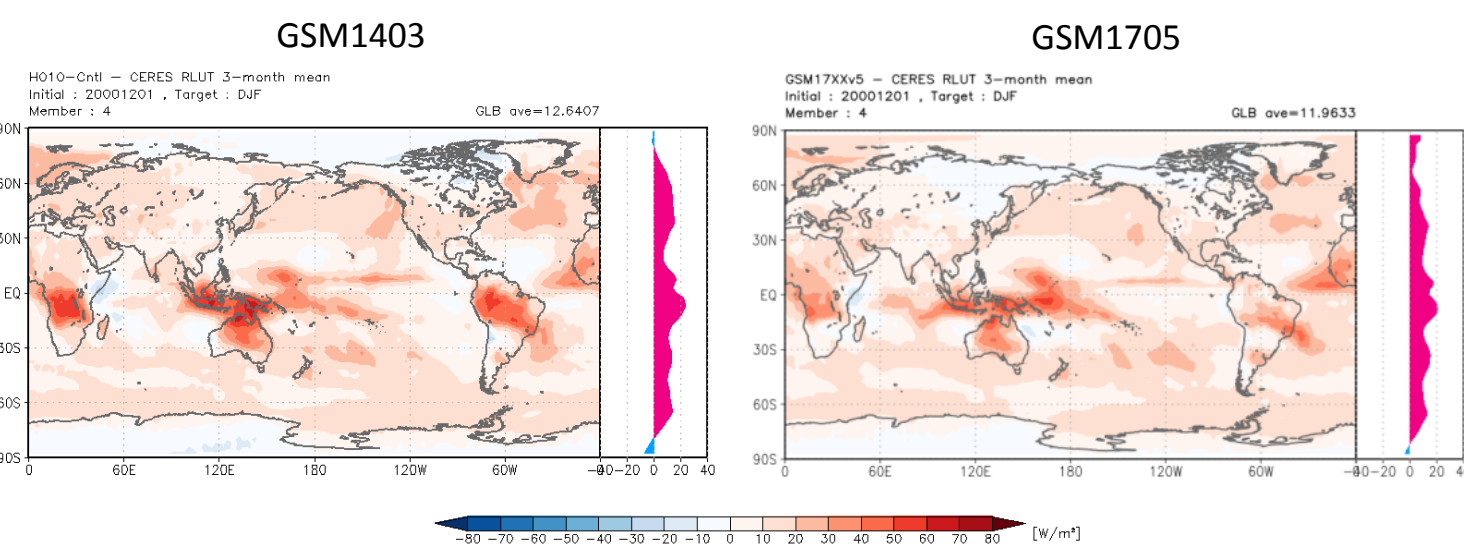 GSM1403
H010-Cntl - CERES RLUT 3-month mean
Initial : 20001201 , Target : DJF
Member : 4
GLB ave=12.6407
90N
60N
30N
EQ
30S
60S
90S
0 60E 120E 180 120W 60W
-40 -20 0 20 40
GSM1705
GSM17XXv5 - CERES RLUT 3-month mean
Initial : 20001201 , Target : DJF
Member : 4
GLB ave=11.9633
90N
60N
30N
EQ
30S
60S
90S
0 60E 120E 180 120W 60W
-40 -20 0 20 4
-80 -70 -60 -50 -40 -30 -20 -10 0 10 20 30 40 50 60 70 80 [W/m²]